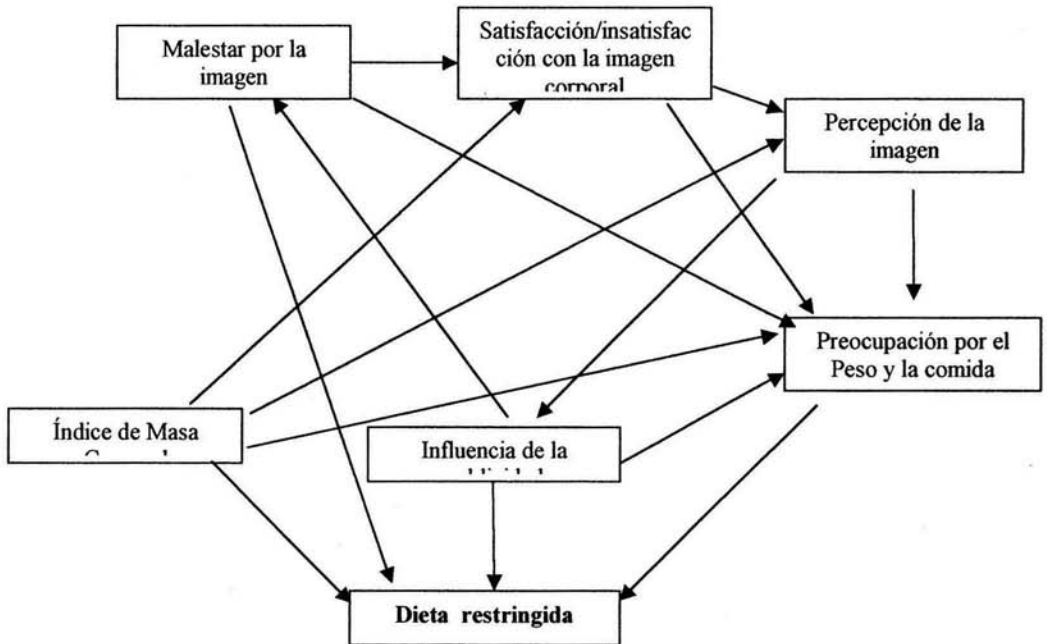 Malestar por la
imagen
Satisfacción/insatisfac
ción con la imagen
corporal
Percepción de la
imagen
Preocupación por el
Peso y la comida
Índice de Masa
Influencia de la
Dieta restringida